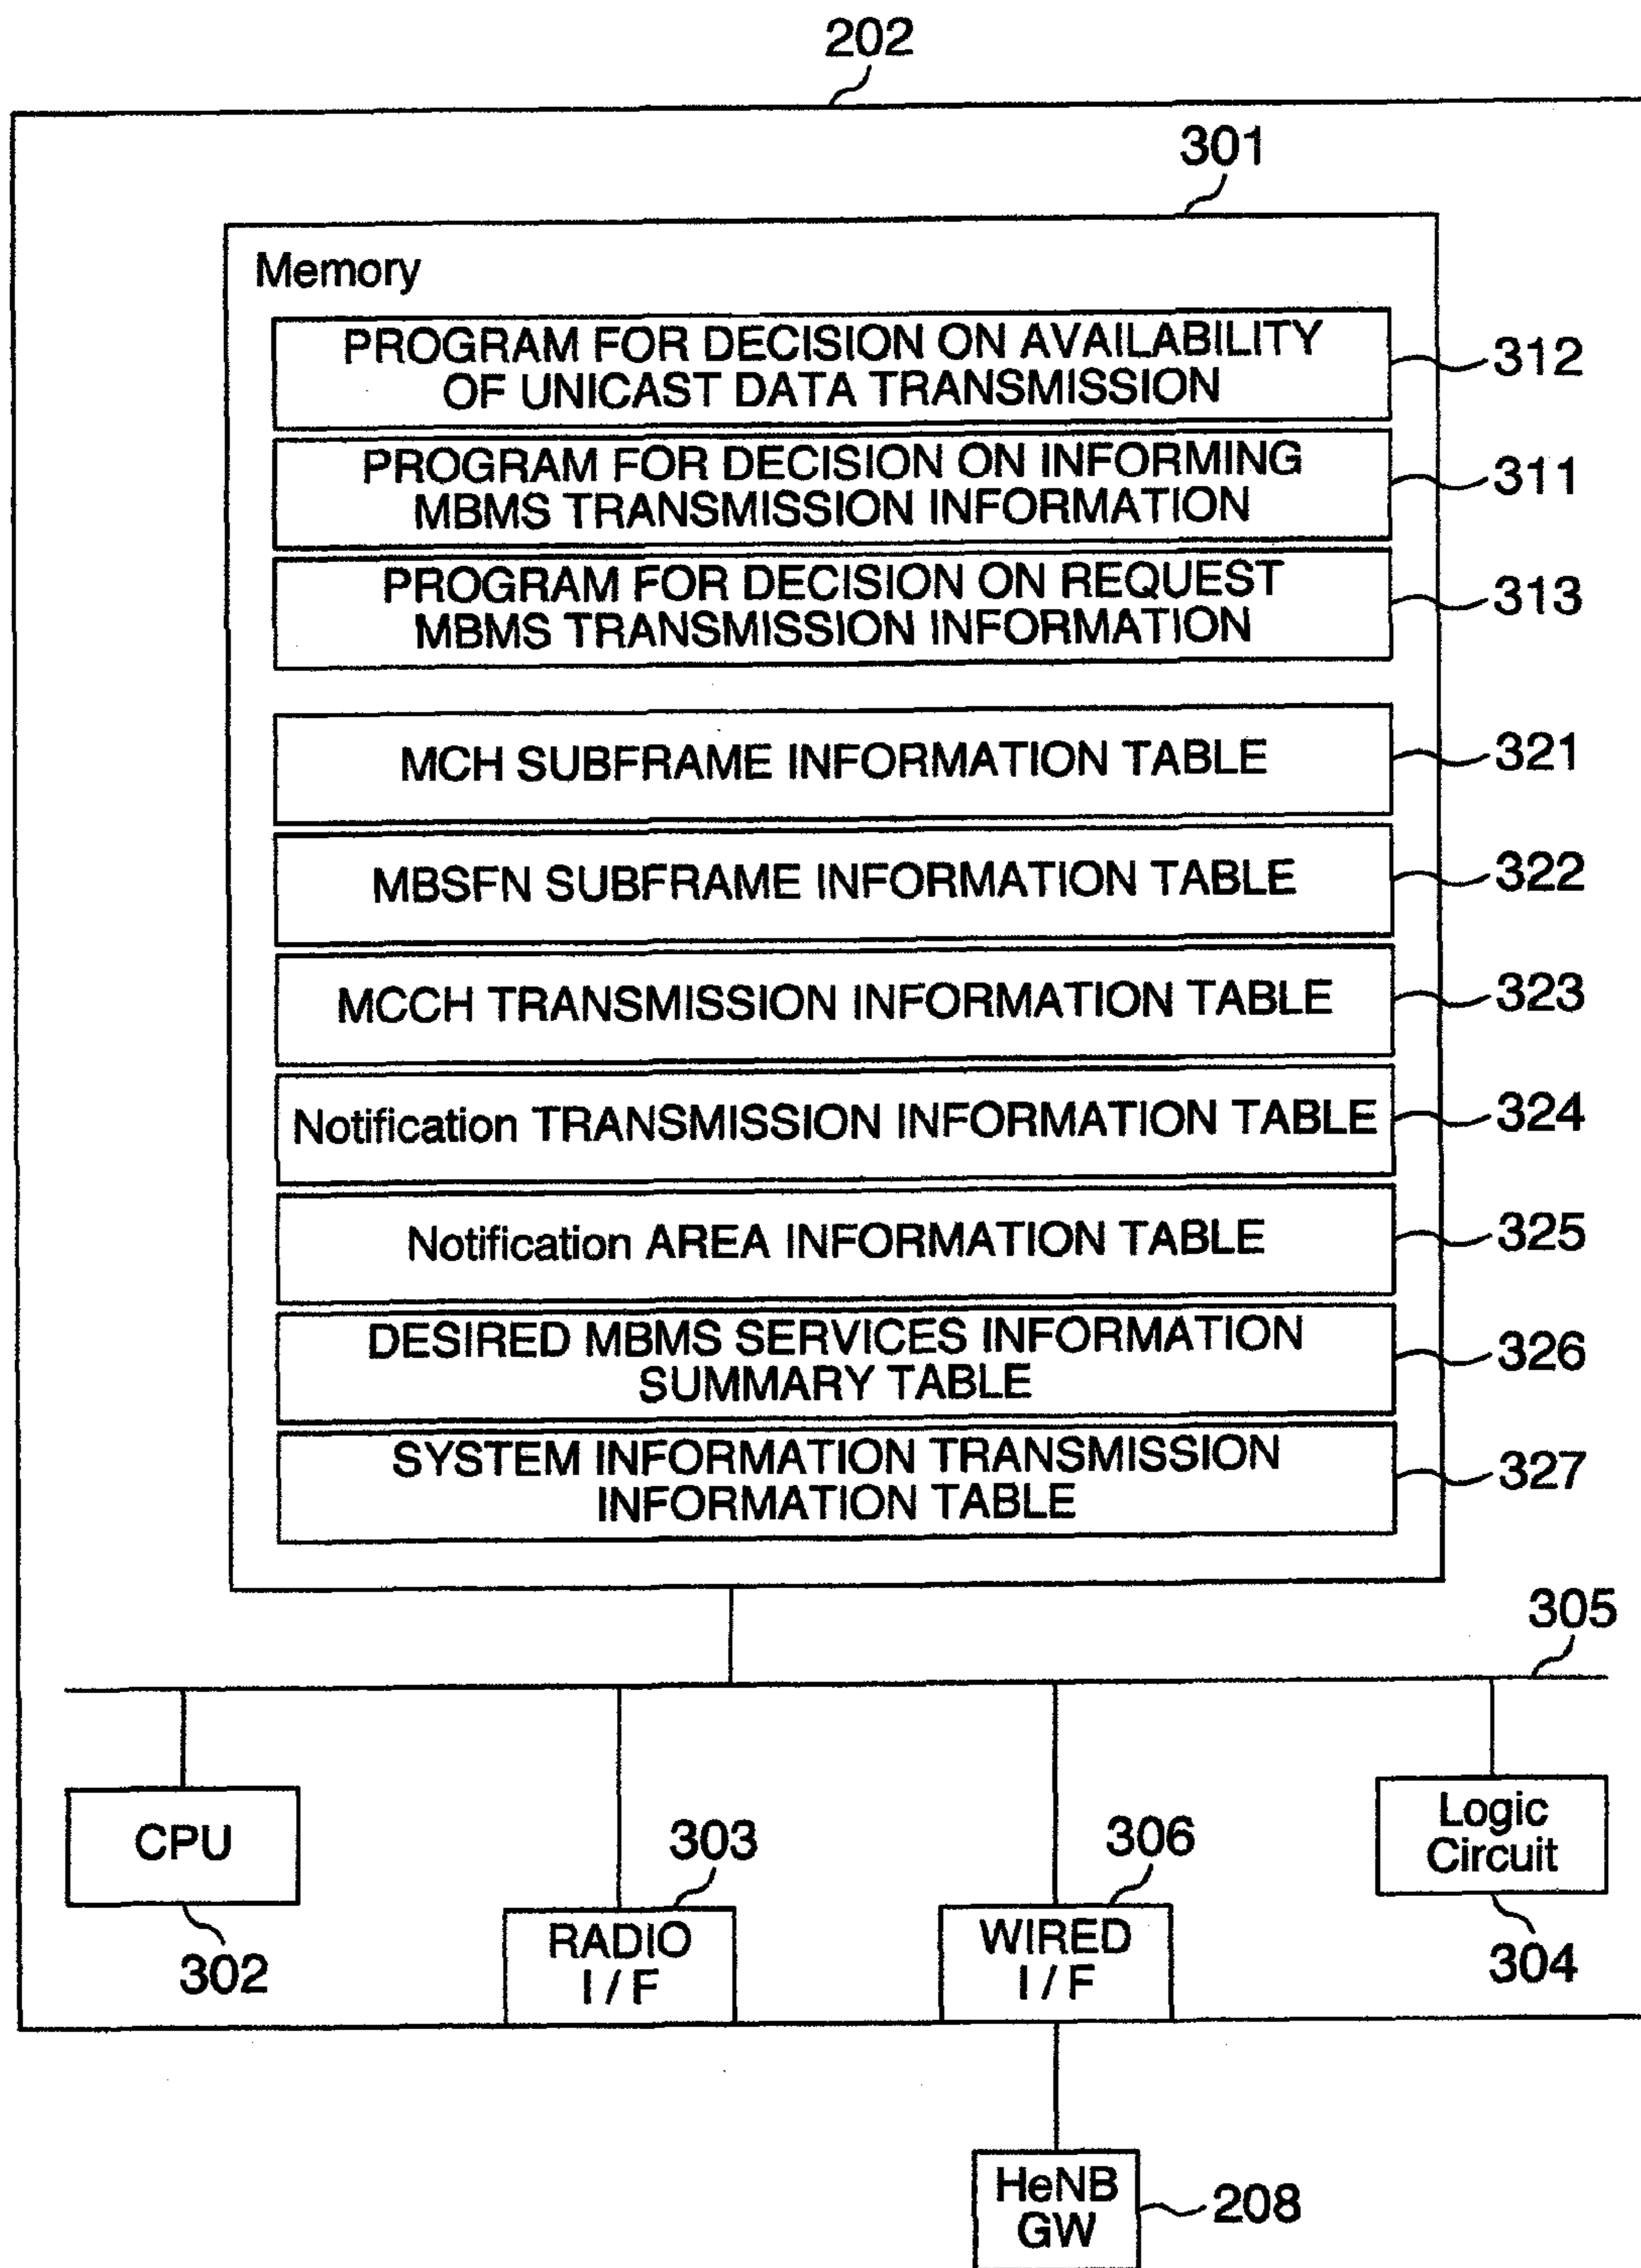 202
301
Memory
PROGRAM FOR DECISION ON AVAILABILITY
OF UNICAST DATA TRANSMISSION
312
PROGRAM FOR DECISION ON INFORMING
MBMS TRANSMISSION INFORMATION
311
PROGRAM FOR DECISION ON REQUEST
MBMS TRANSMISSION INFORMATION
313
MCH SUBFRAME INFORMATION TABLE
321
MBSFN SUBFRAME INFORMATION TABLE
322
MCCH TRANSMISSION INFORMATION TABLE
323
Notification TRANSMISSION INFORMATION TABLE
324
Notification AREA INFORMATION TABLE
325
DESIRED MBMS SERVICES INFORMATION
SUMMARY TABLE
326
SYSTEM INFORMATION TRANSMISSION
INFORMATION TABLE
327
305
CPU
302
303
RADIO
I / F
306
WIRED
I / F
Logic
Circuit
304
HeNB
GW
208